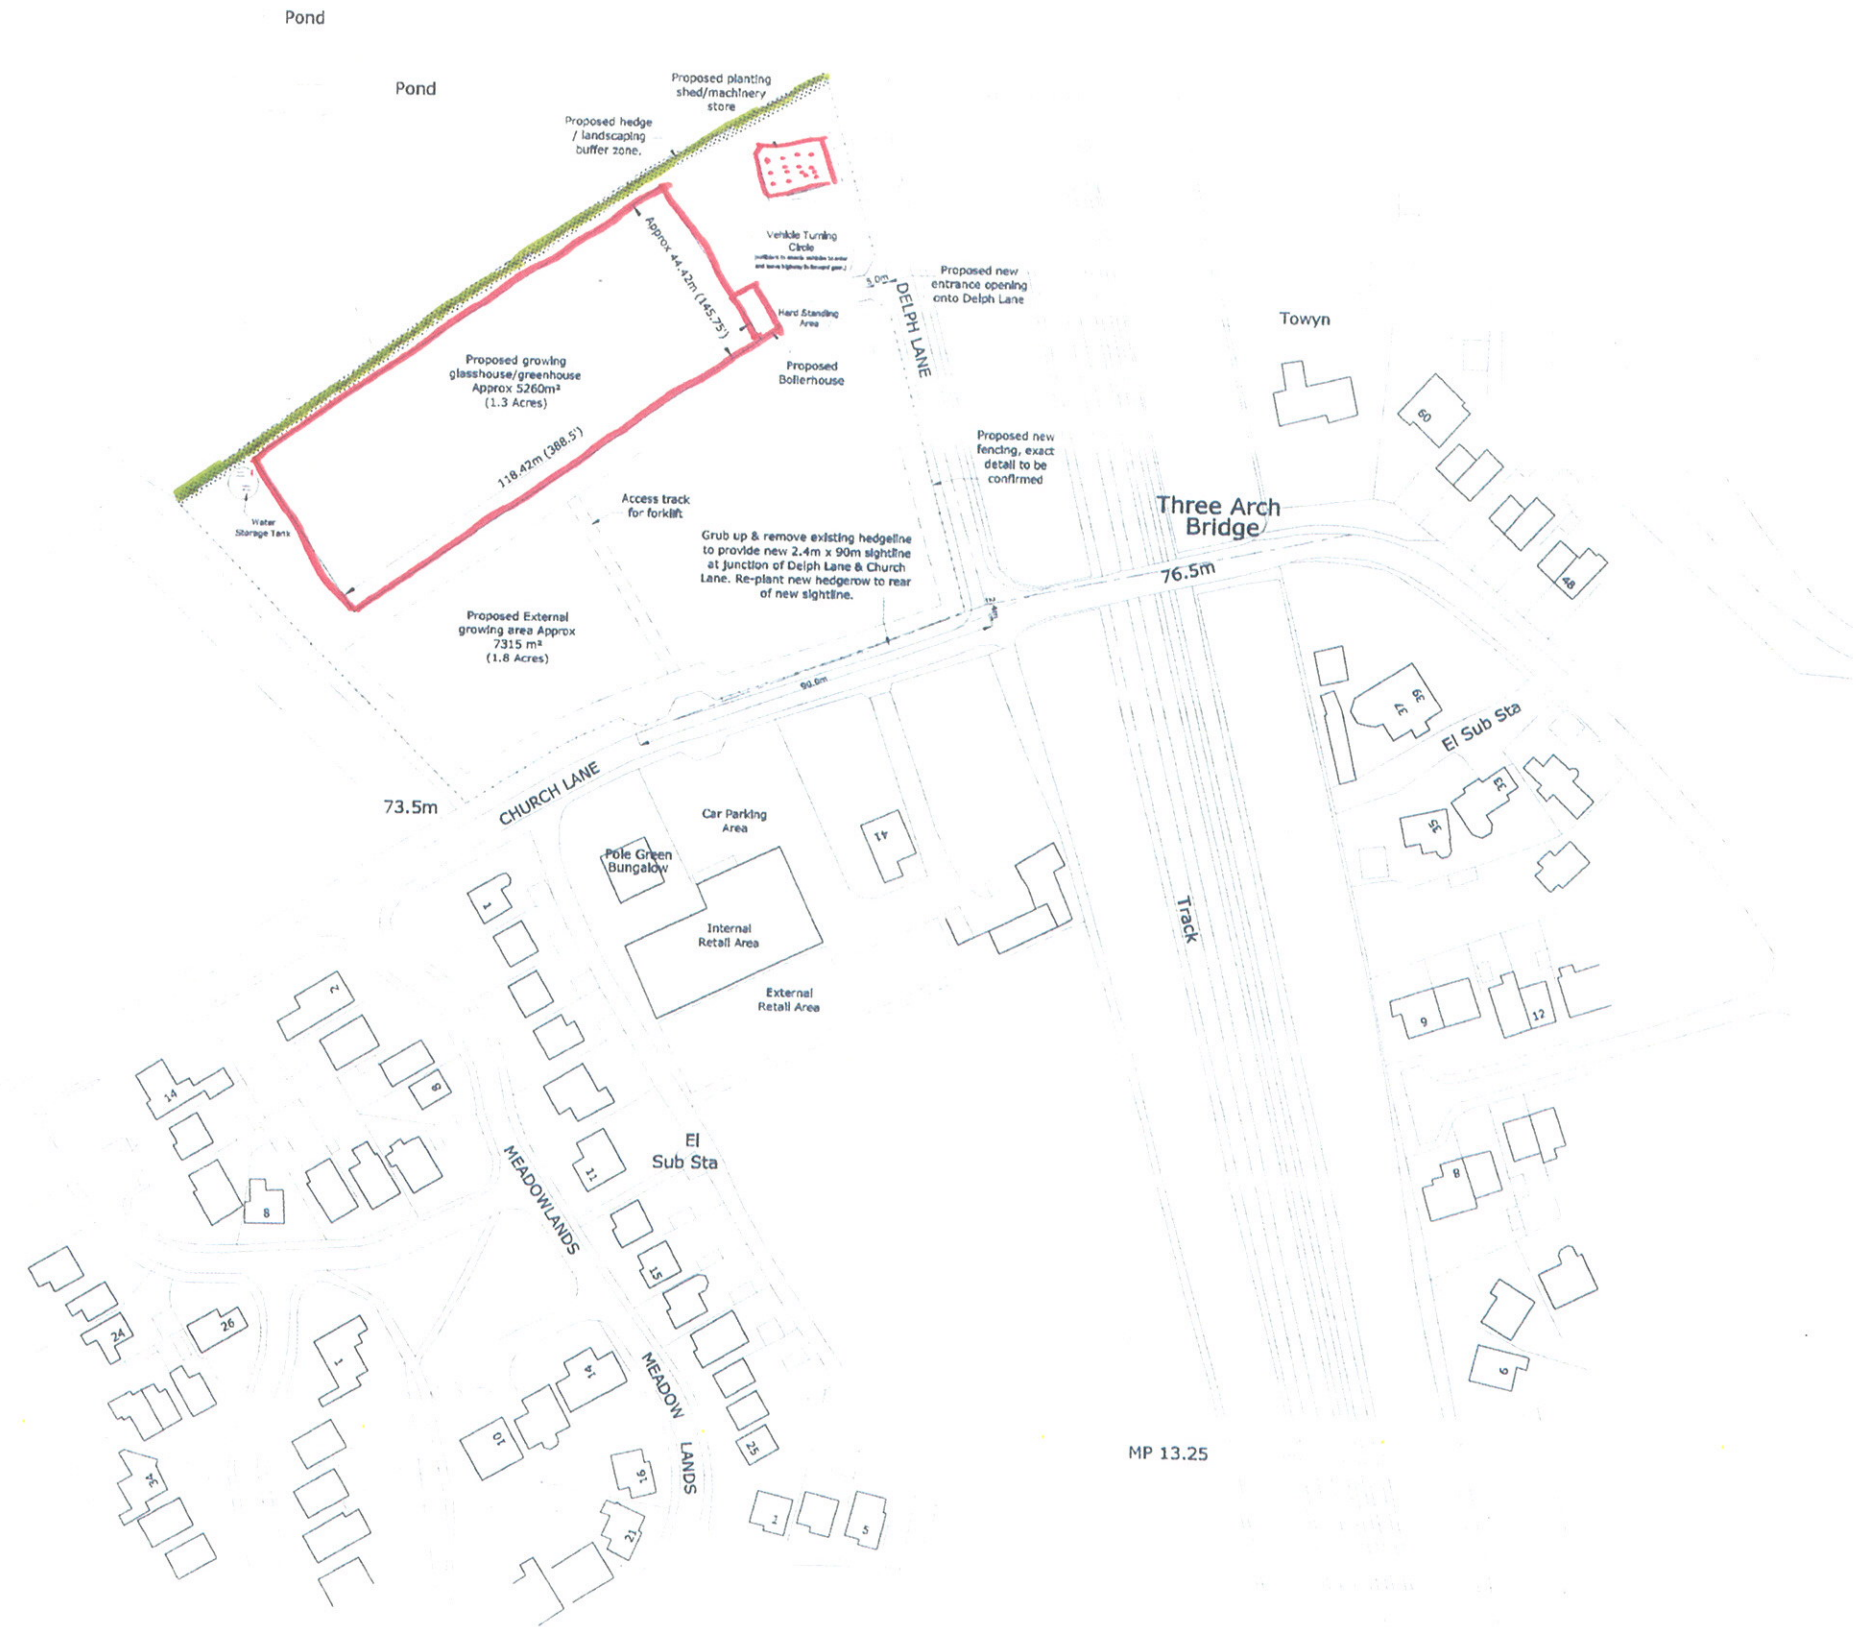 Pond
Pond
Proposed planting
shed/machinery
store
Proposed hedge
/ landscaping
buffer zone.
Approx 44.42m (145.75')
Vehicle Turning
Circle
5.0m
DELPH LANE
Proposed new
entrance opening
onto Delph Lane
Hard Standing
Area
Proposed
Boilerhouse
Towyn
Proposed growing
glasshouse/greenhouse
Approx 5260m²
(1.3 Acres)
118.42m (388.5')
60
Proposed new
fencing, exact
detail to be
confirmed
Water
Storage Tank
Access track
for forklift
Three Arch
Bridge
Grub up & remove existing hedgeline
to provide new 2.4m x 90m sightline
at junction of Delph Lane & Church
Lane. Re-plant new hedgerow to rear
of new sightline.
76.5m
48
2.4m
Proposed External
growing area Approx
7315 m²
(1.8 Acres)
90.0m
39
37
El Sub Sta
CHURCH LANE
73.5m
33
35
Car Parking
Area
41
Pole Green
Bungalow
1
Internal
Retail Area
Track
External
Retail Area
2
9
12
14
8
8
El
Sub Sta
11
8
MEADOWLANDS
15
24
26
1
14
MEADOW
LANDS
6
10
25
16
MP 13.25
34
21
2
5